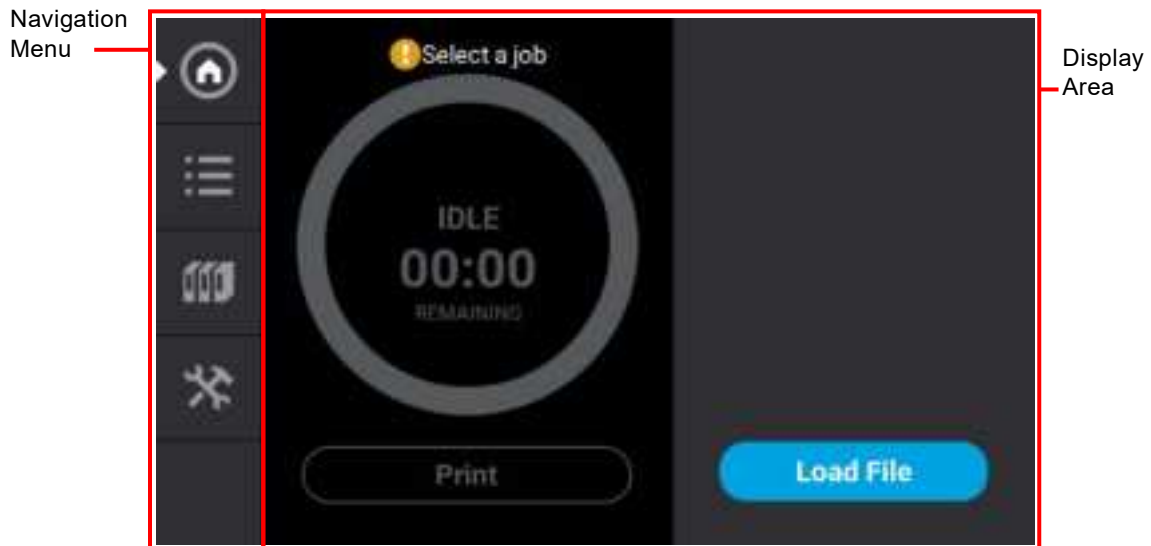 Navigation
Menu
Select a job
IDLE
00:00
REMAINING
Print
Load File
Display
Area